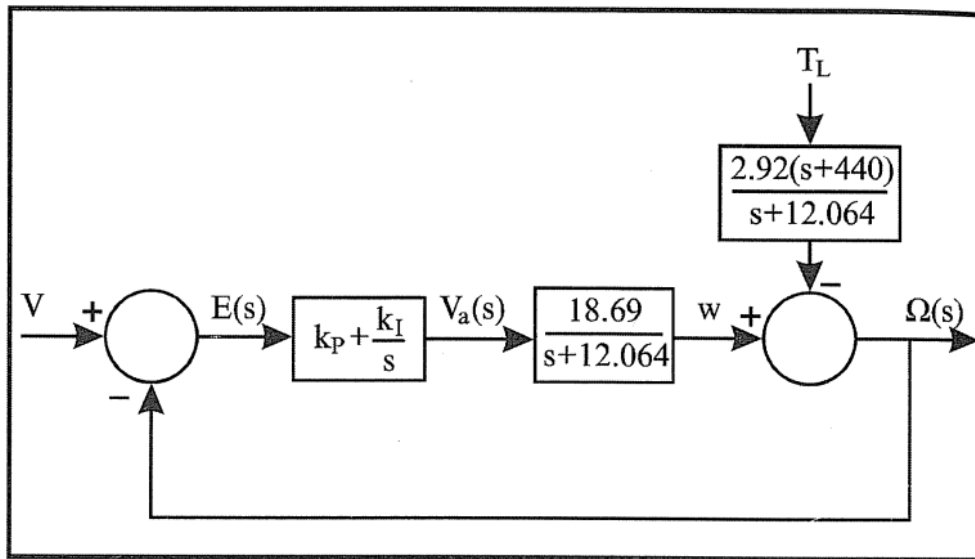 T_L
2.92(s+440)
s+12.064
V + E(s) k_P + k_I/s V_a(s) 18.69 w + − Ω(s)
s+12.064
−